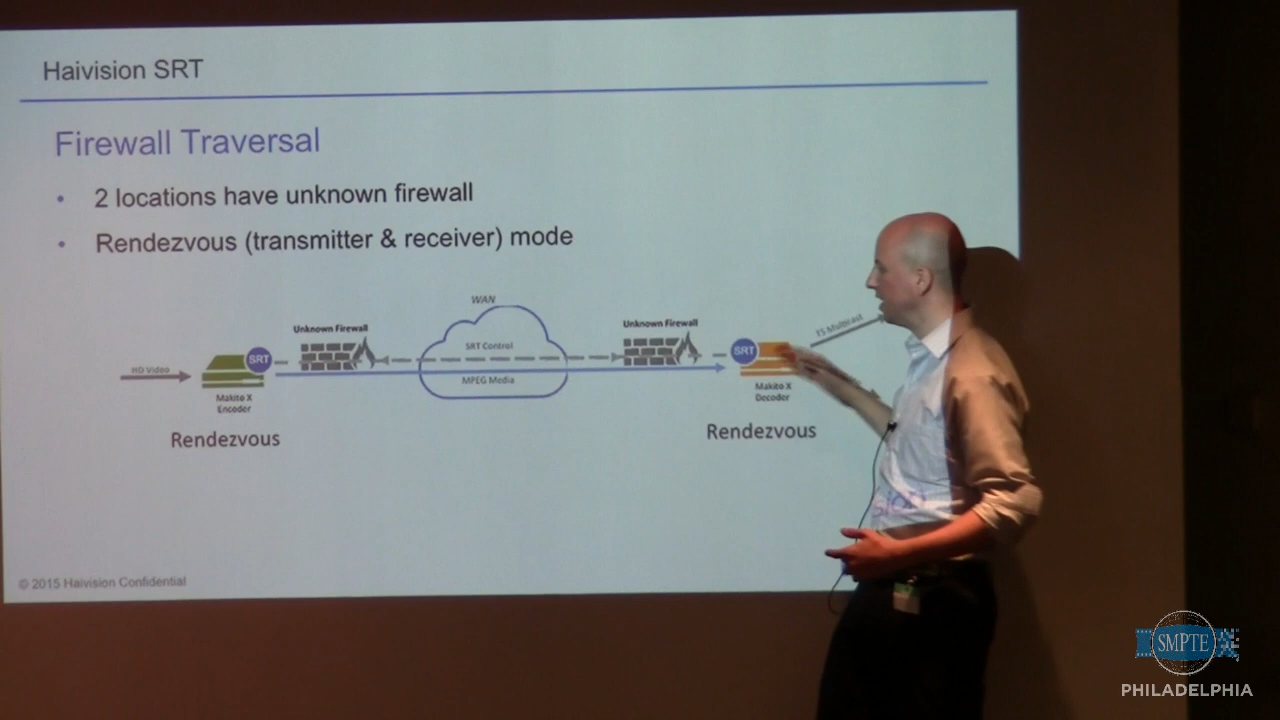 Haivision SRT
Firewall Traversal
• 2 locations have unknown firewall
• Rendezvous (transmitter & receiver) mode
WAN
Unknown Firewall
Unknown Firewall
TS Multicast
SRT
SRT Control
SRT
HD Video
MPEG Media
Makito X
Encoder
Makito X
Decoder
Rendezvous
Rendezvous
© 2015 Haivision Confidential
SMPTE
PHILADELPHIA